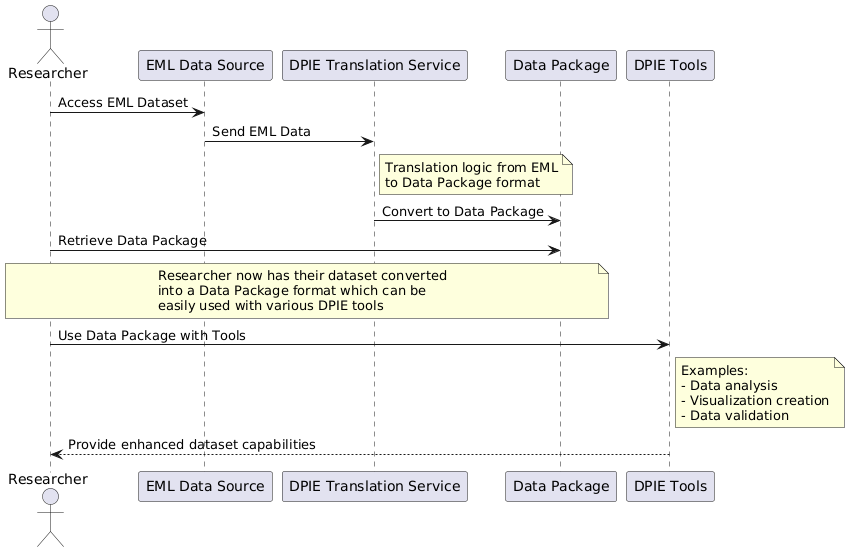 Researcher
EML Data Source
DPIE Translation Service
Data Package
DPIE Tools
Access EML Dataset
Send EML Data
Translation logic from EML
to Data Package format
Convert to Data Package
Retrieve Data Package
Researcher now has their dataset converted
into a Data Package format which can be
easily used with various DPIE tools
Use Data Package with Tools
Examples:
- Data analysis
- Visualization creation
- Data validation
Provide enhanced dataset capabilities
Researcher
EML Data Source
DPIE Translation Service
Data Package
DPIE Tools